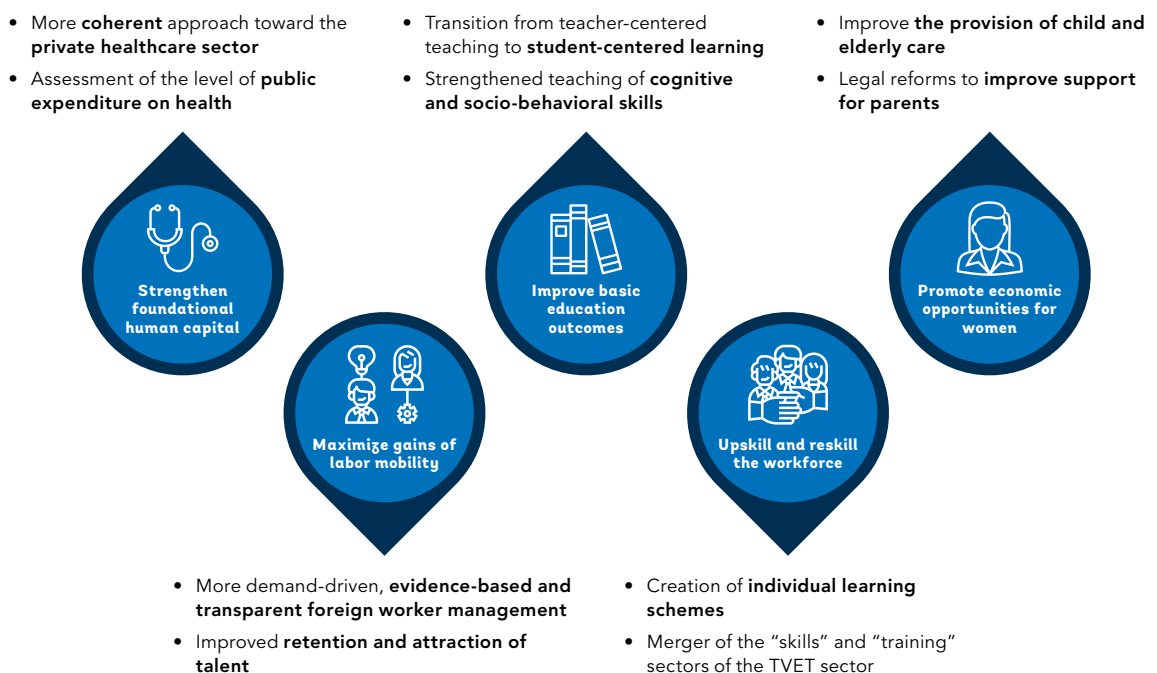 • More coherent approach toward the
private healthcare sector
• Assessment of the level of public
expenditure on health
• Transition from teacher-centered
teaching to student-centered learning
• Strengthened teaching of cognitive
and socio-behavioral skills
• Improve the provision of child and
elderly care
• Legal reforms to improve support
for parents
Strengthen
foundational
human capital
Improve basic
education
outcomes
Promote economic
opportunities for
women
Maximize gains of
labor mobility
Upskill and reskill
the workforce
• More demand-driven, evidence-based and
transparent foreign worker management
• Improved retention and attraction of
talent
• Creation of individual learning
schemes
• Merger of the “skills” and “training”
sectors of the TVET sector